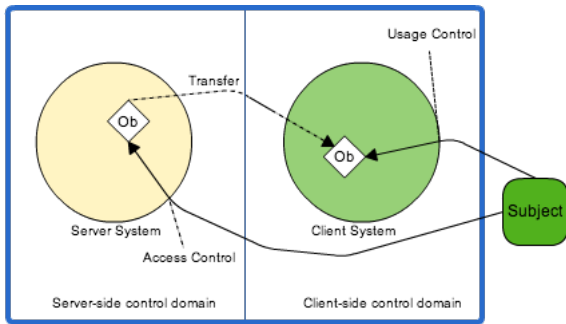 Usage Control
Transfer
Ob
Ob
Subject
Server System
Client System
Access Control
Server-side control domain
Client-side control domain